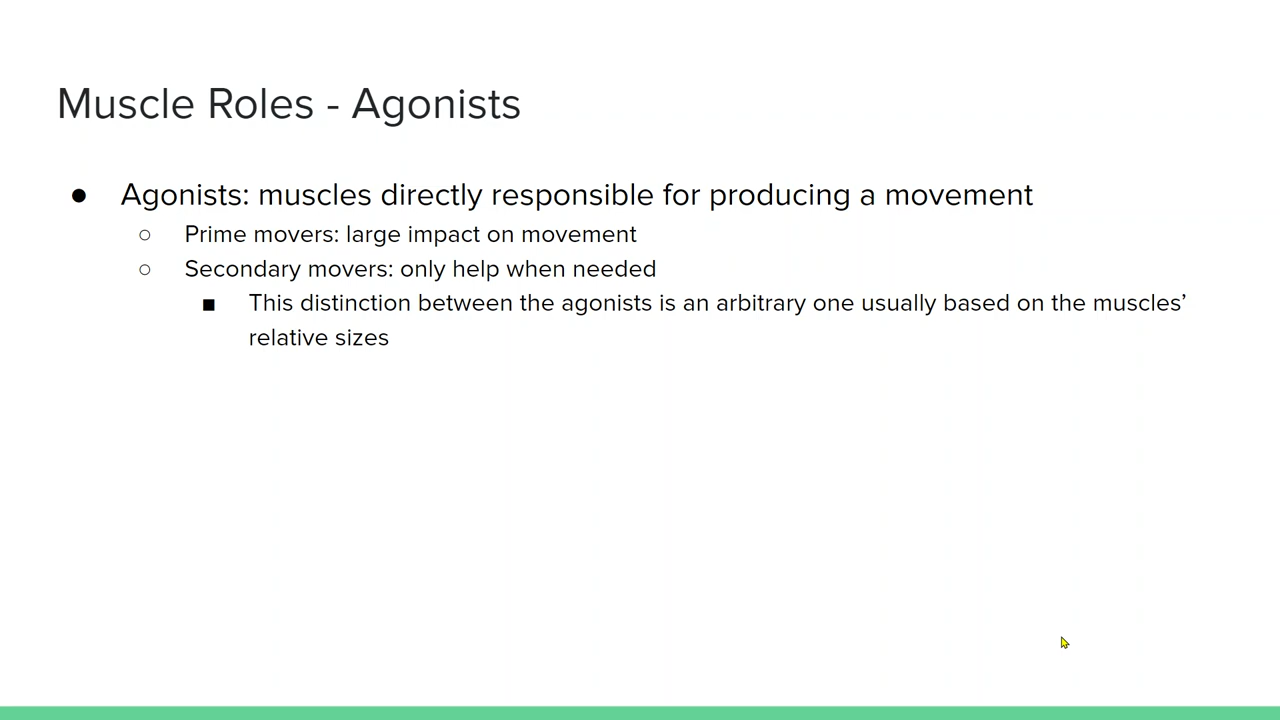 Muscle Roles - Agonists
● Agonists: muscles directly responsible for producing a movement
○ Prime movers: large impact on movement
○ Secondary movers: only help when needed
■ This distinction between the agonists is an arbitrary one usually based on the muscles’
relative sizes